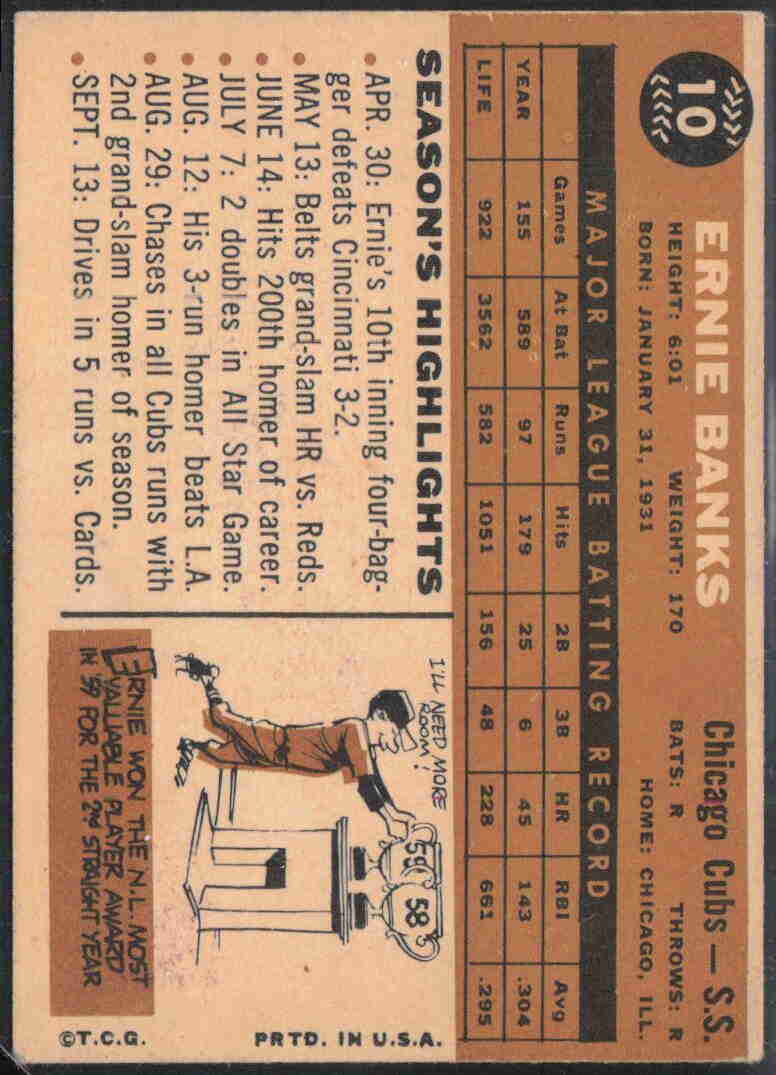 10
ERNIE BANKS
Chicago Cubs — S.S.
HEIGHT: 6:01 WEIGHT: 170 BATS: R THROWS: R
BORN: JANUARY 31, 1931 HOME: CHICAGO, ILL.
MAJOR LEAGUE BATTING RECORD
Games At Bat Runs Hits 2B 3B HR RBI Avg
YEAR 155 589 97 179 25 6 45 143 .304
LIFE 922 3562 582 1051 156 48 228 661 .295
SEASON'S HIGHLIGHTS
• APR. 30: Ernie's 10th inning four-bag-
ger defeats Cincinnati 3-2.
• MAY 13: Belts grand-slam HR vs. Reds.
• JUNE 14: Hits 200th homer of career.
• JULY 7: 2 doubles in All Star Game.
• AUG. 12: His 3-run homer beats L.A.
• AUG. 29: Chases in all Cubs runs with
2nd grand-slam homer of season.
• SEPT. 13: Drives in 5 runs vs. Cards.
I'LL NEED MORE
ROOM!
59 58
ERNIE WON THE N.L. MOST
VALUABLE PLAYER AWARD
IN '59 FOR THE 2nd STRAIGHT YEAR
©T.C.G. PRTD. IN U.S.A.